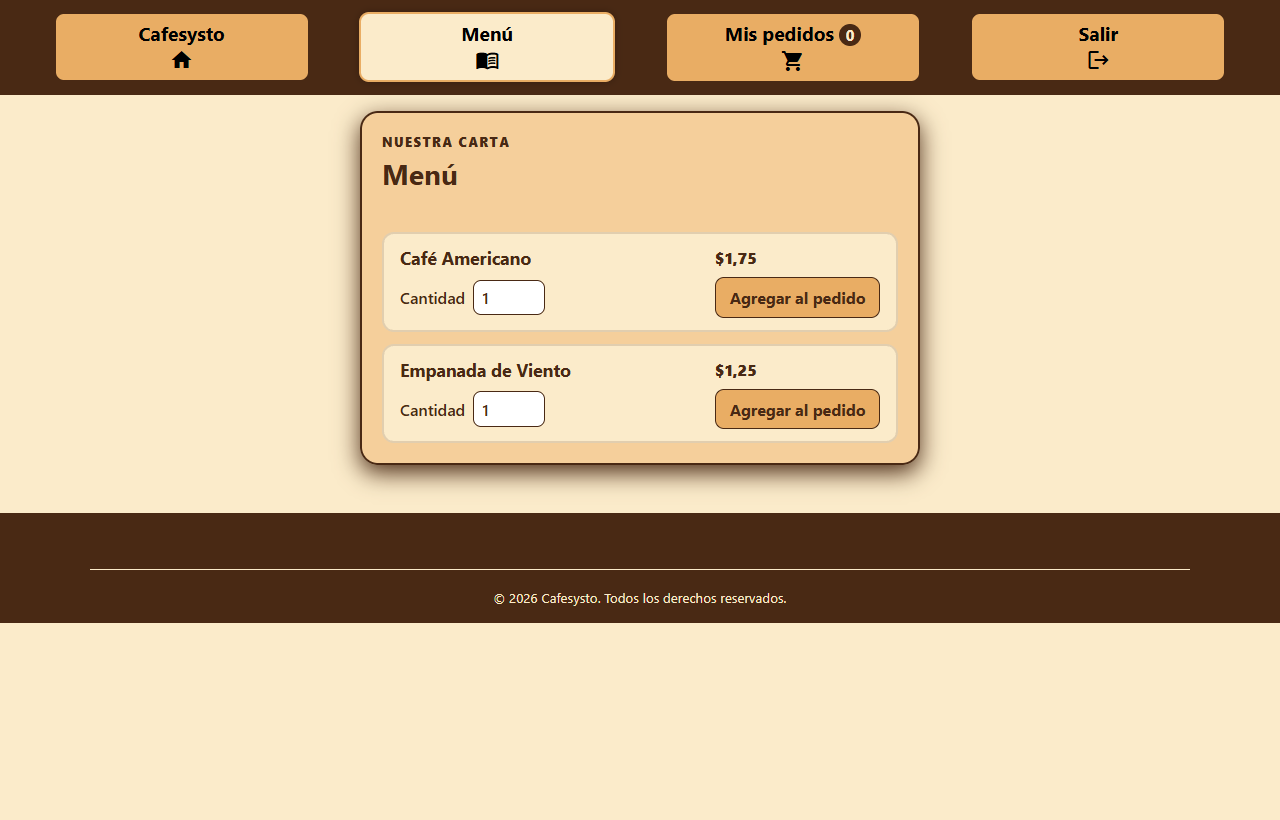 Cafesysto
Menú
Mis pedidos 0
Salir
NUESTRA CARTA
Menú
Café Americano
$1,75
Cantidad 1
Agregar al pedido
Empanada de Viento
$1,25
Cantidad 1
Agregar al pedido
© 2026 Cafesysto. Todos los derechos reservados.